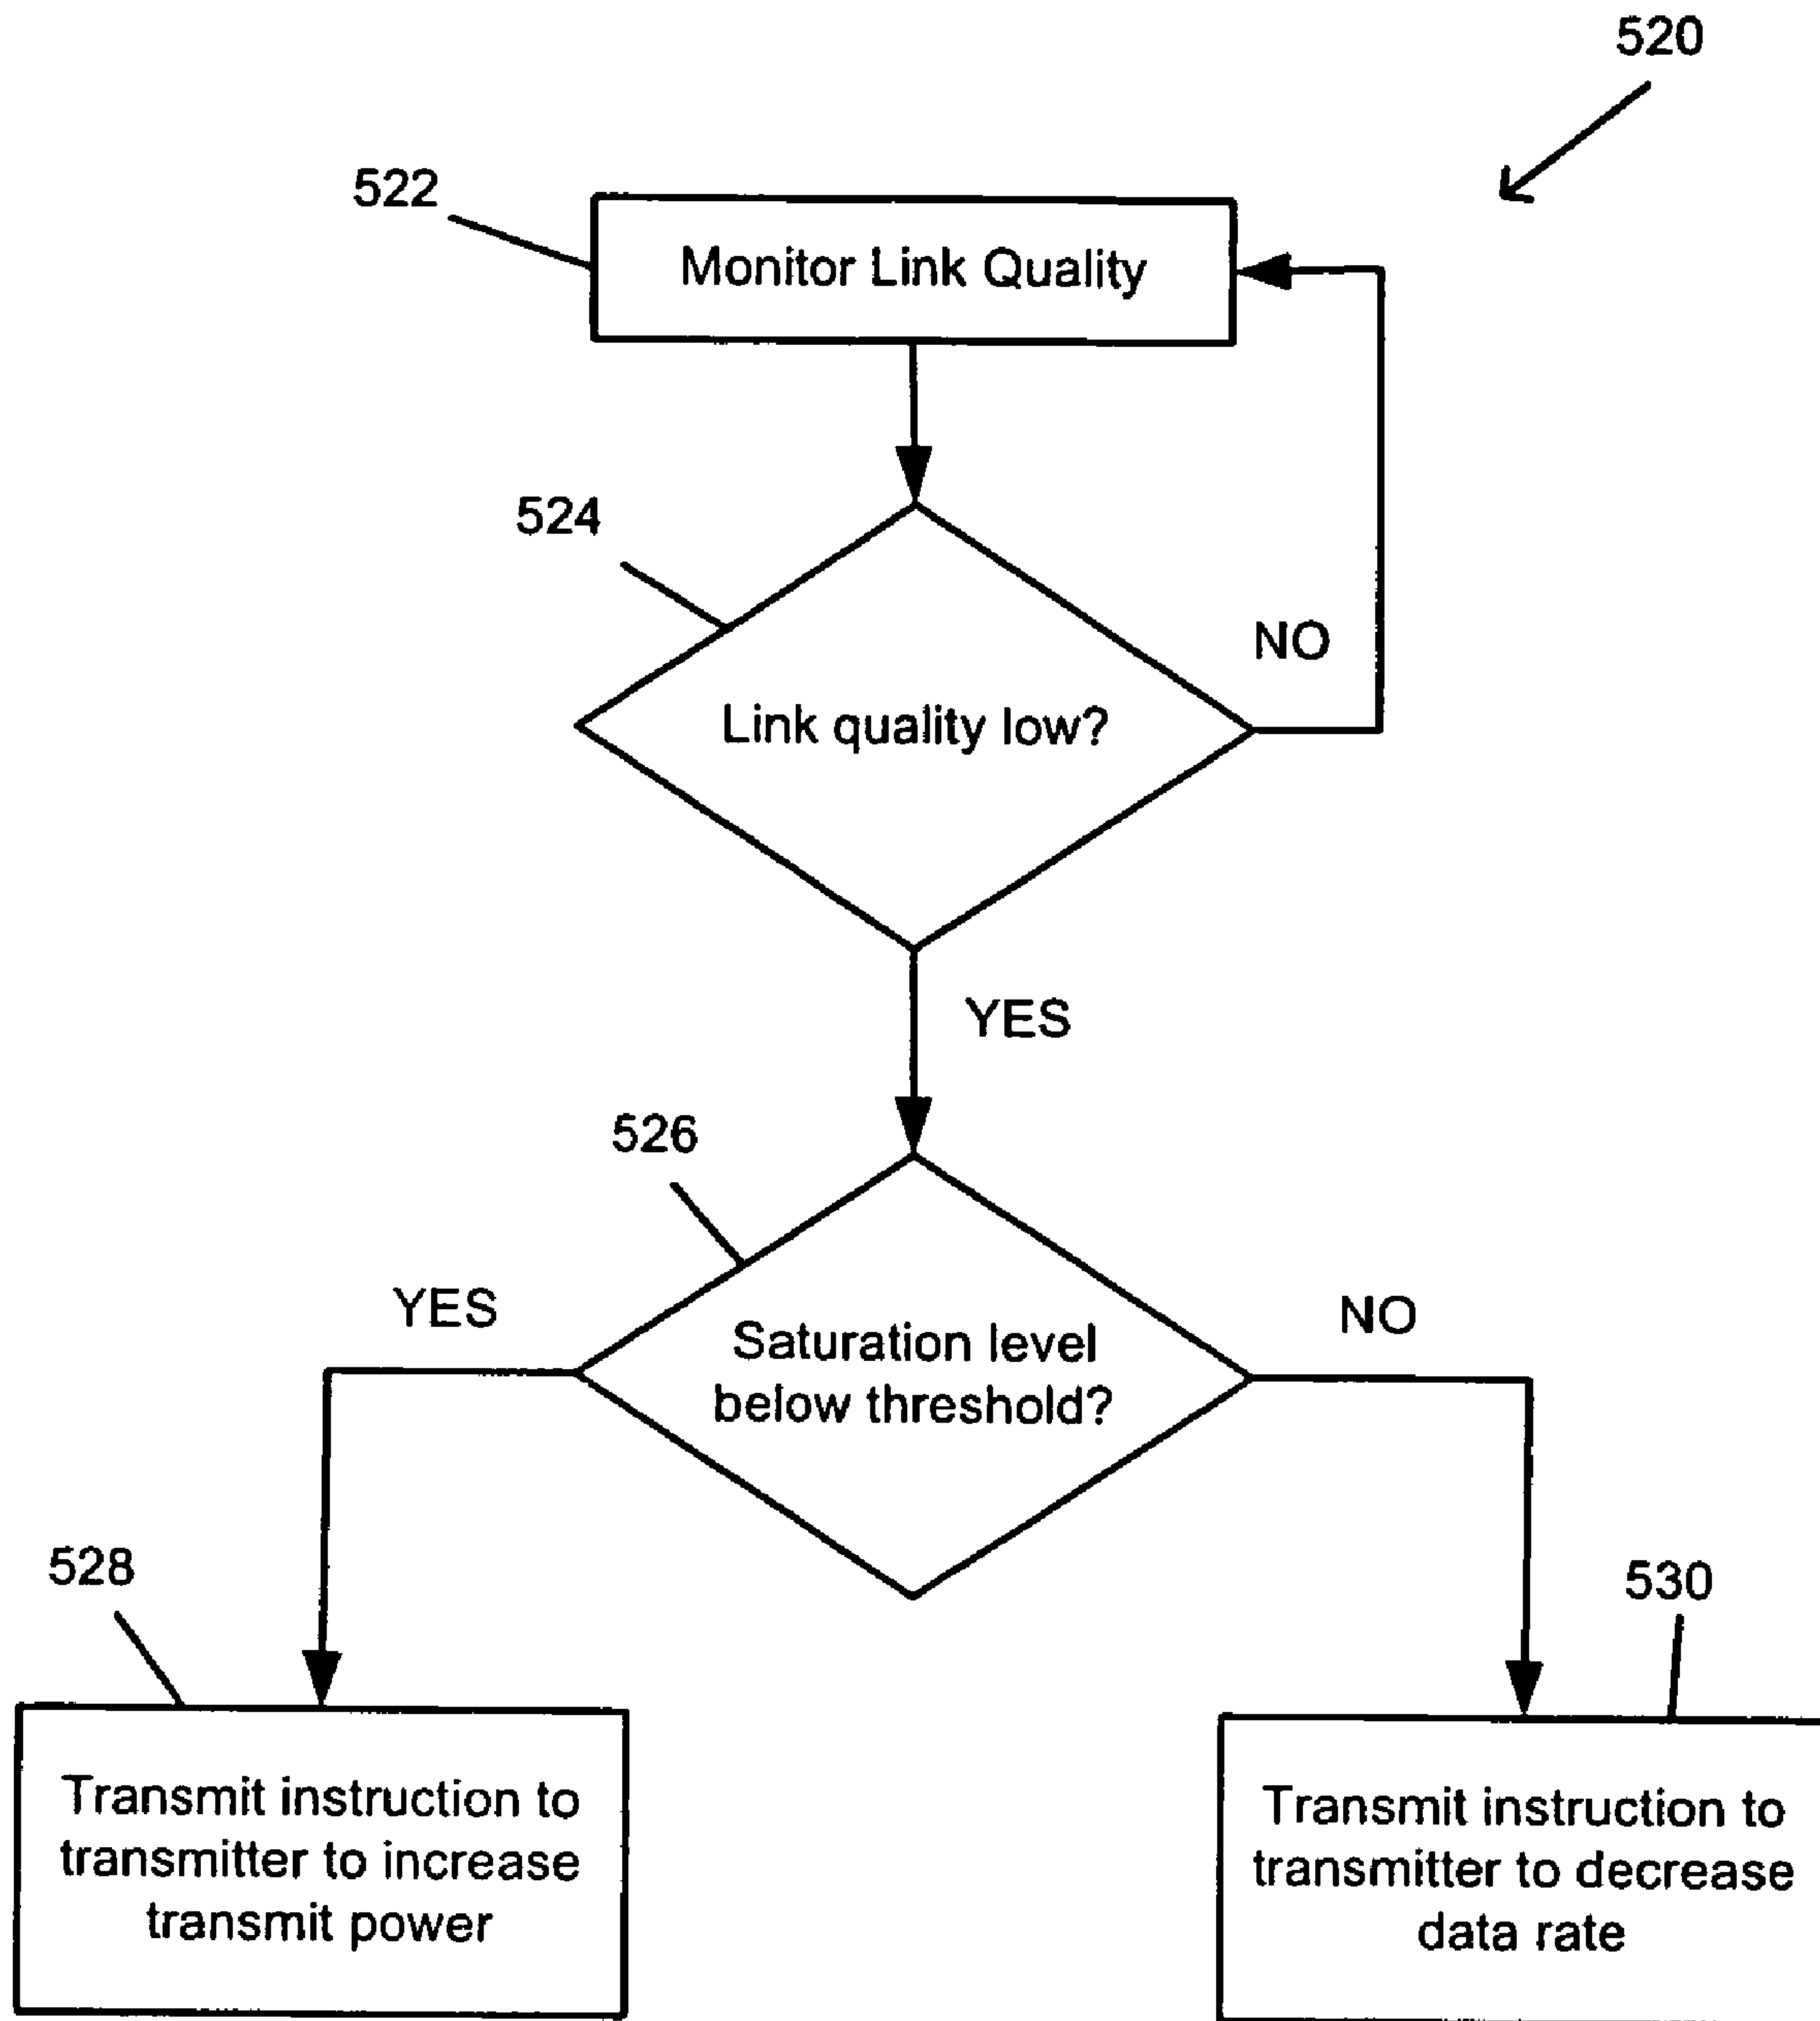 520
522
Monitor Link Quality
524
NO
Link quality low?
YES
526
YES
NO
Saturation level
below threshold?
528
530
Transmit instruction to
transmitter to increase
transmit power
Transmit instruction to
transmitter to decrease
data rate